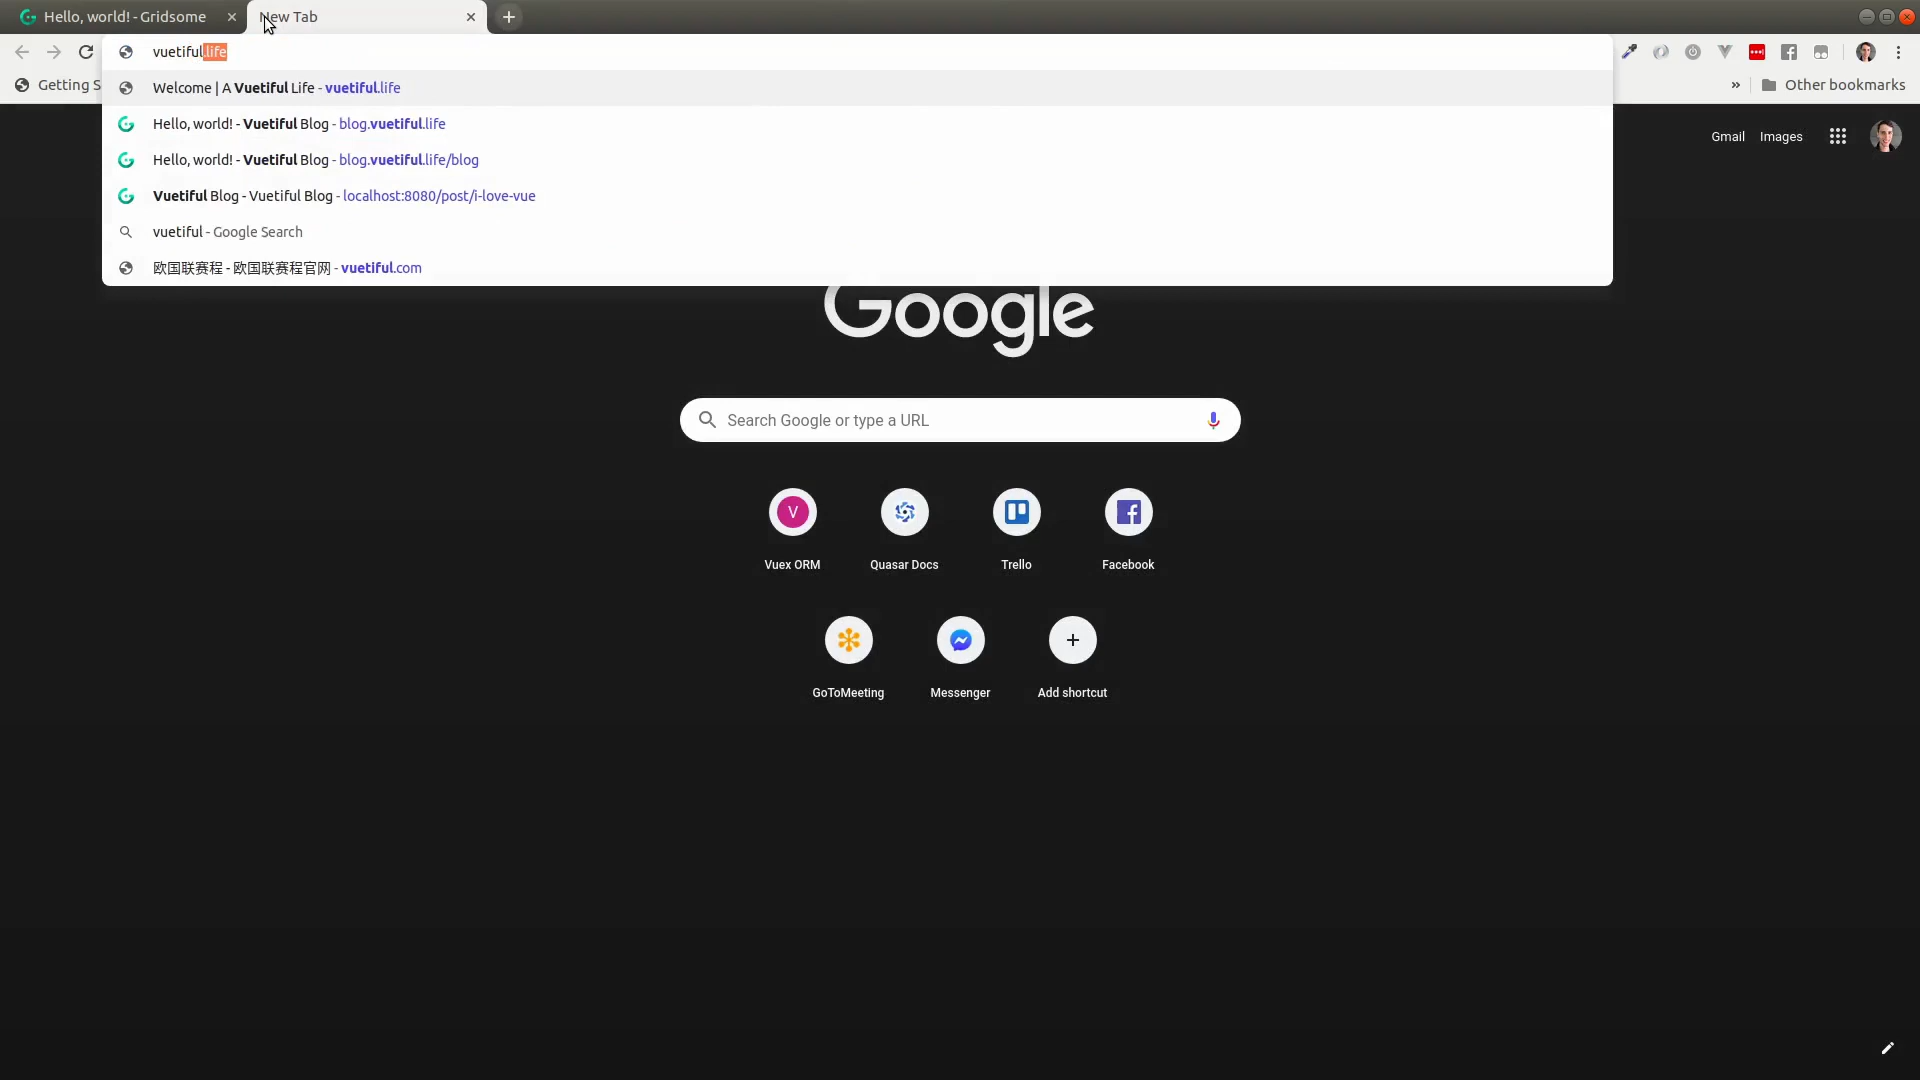 Hello, world! - Gridsome
New Tab
vuetiful.life
Getting S
Welcome | A Vuetiful Life - vuetiful.life
Hello, world! - Vuetiful Blog - blog.vuetiful.life
Hello, world! - Vuetiful Blog - blog.vuetiful.life/blog
Vuetiful Blog - Vuetiful Blog - localhost:8080/post/i-love-vue
vuetiful - Google Search
欧国联赛程 - 欧国联赛程官网 - vuetiful.com
» Other bookmarks
Gmail Images
Google
Search Google or type a URL
V
Vuex ORM Quasar Docs Trello Facebook
GoToMeeting Messenger Add shortcut